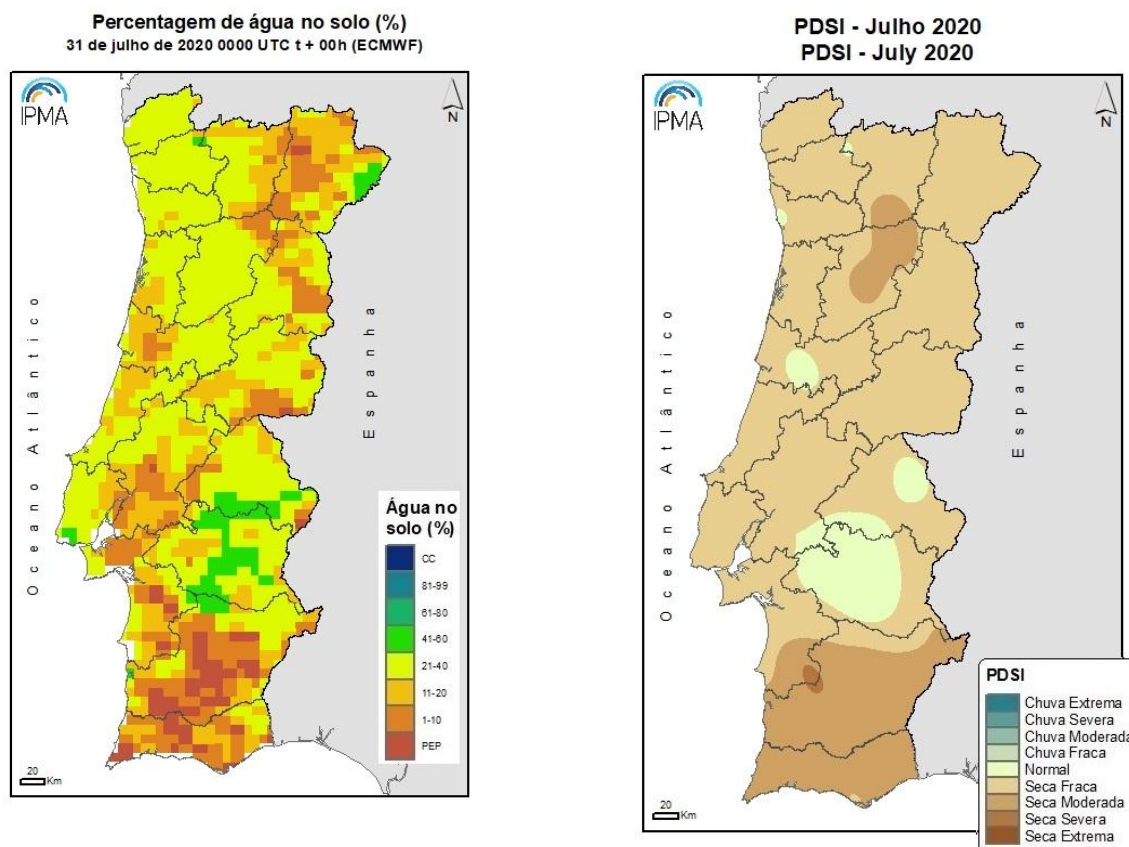 Percentagem de água no solo (%)
31 de julho de 2020 0000 UTC t + 00h (ECMWF)
IPMA
N
Oceano Atlântico
Espanha
Água no
solo (%)
CC
81-99
61-80
41-60
21-40
11-20
1-10
PEP
20
Km
PDSI - Julho 2020
PDSI - July 2020
IPMA
N
Oceano Atlântico
Espanha
PDSI
Chuva Extrema
Chuva Severa
Chuva Moderada
Chuva Fraca
Normal
Seca Fraca
Seca Moderada
Seca Severa
Seca Extrema
20
Km